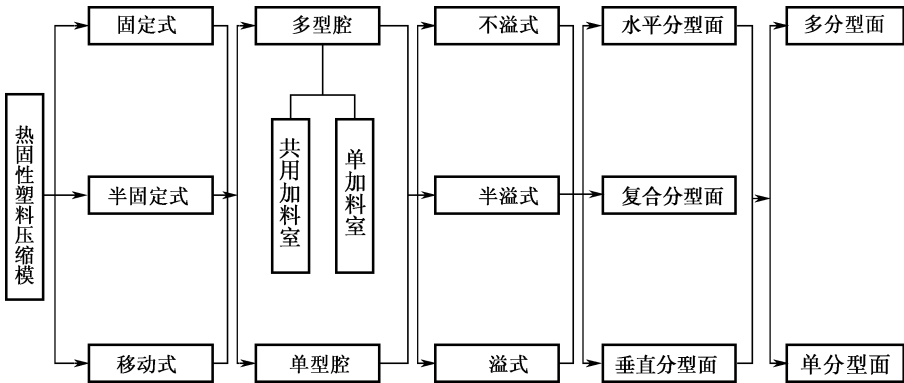 热固性塑料压缩模
固定式
半固定式
移动式
多型腔
共用加料室
单加料室
单型腔
不溢式
半溢式
溢式
水平分型面
复合分型面
垂直分型面
多分型面
单分型面